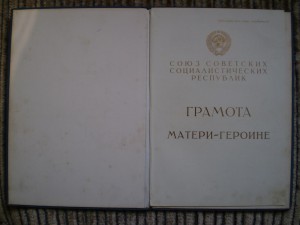 СОЮЗ СОВЕТСКИХ
СОЦИАЛИСТИЧЕСКИХ
РЕСПУБЛИК
ГРАМОТА
МАТЕРИ-ГЕРОИНЕ